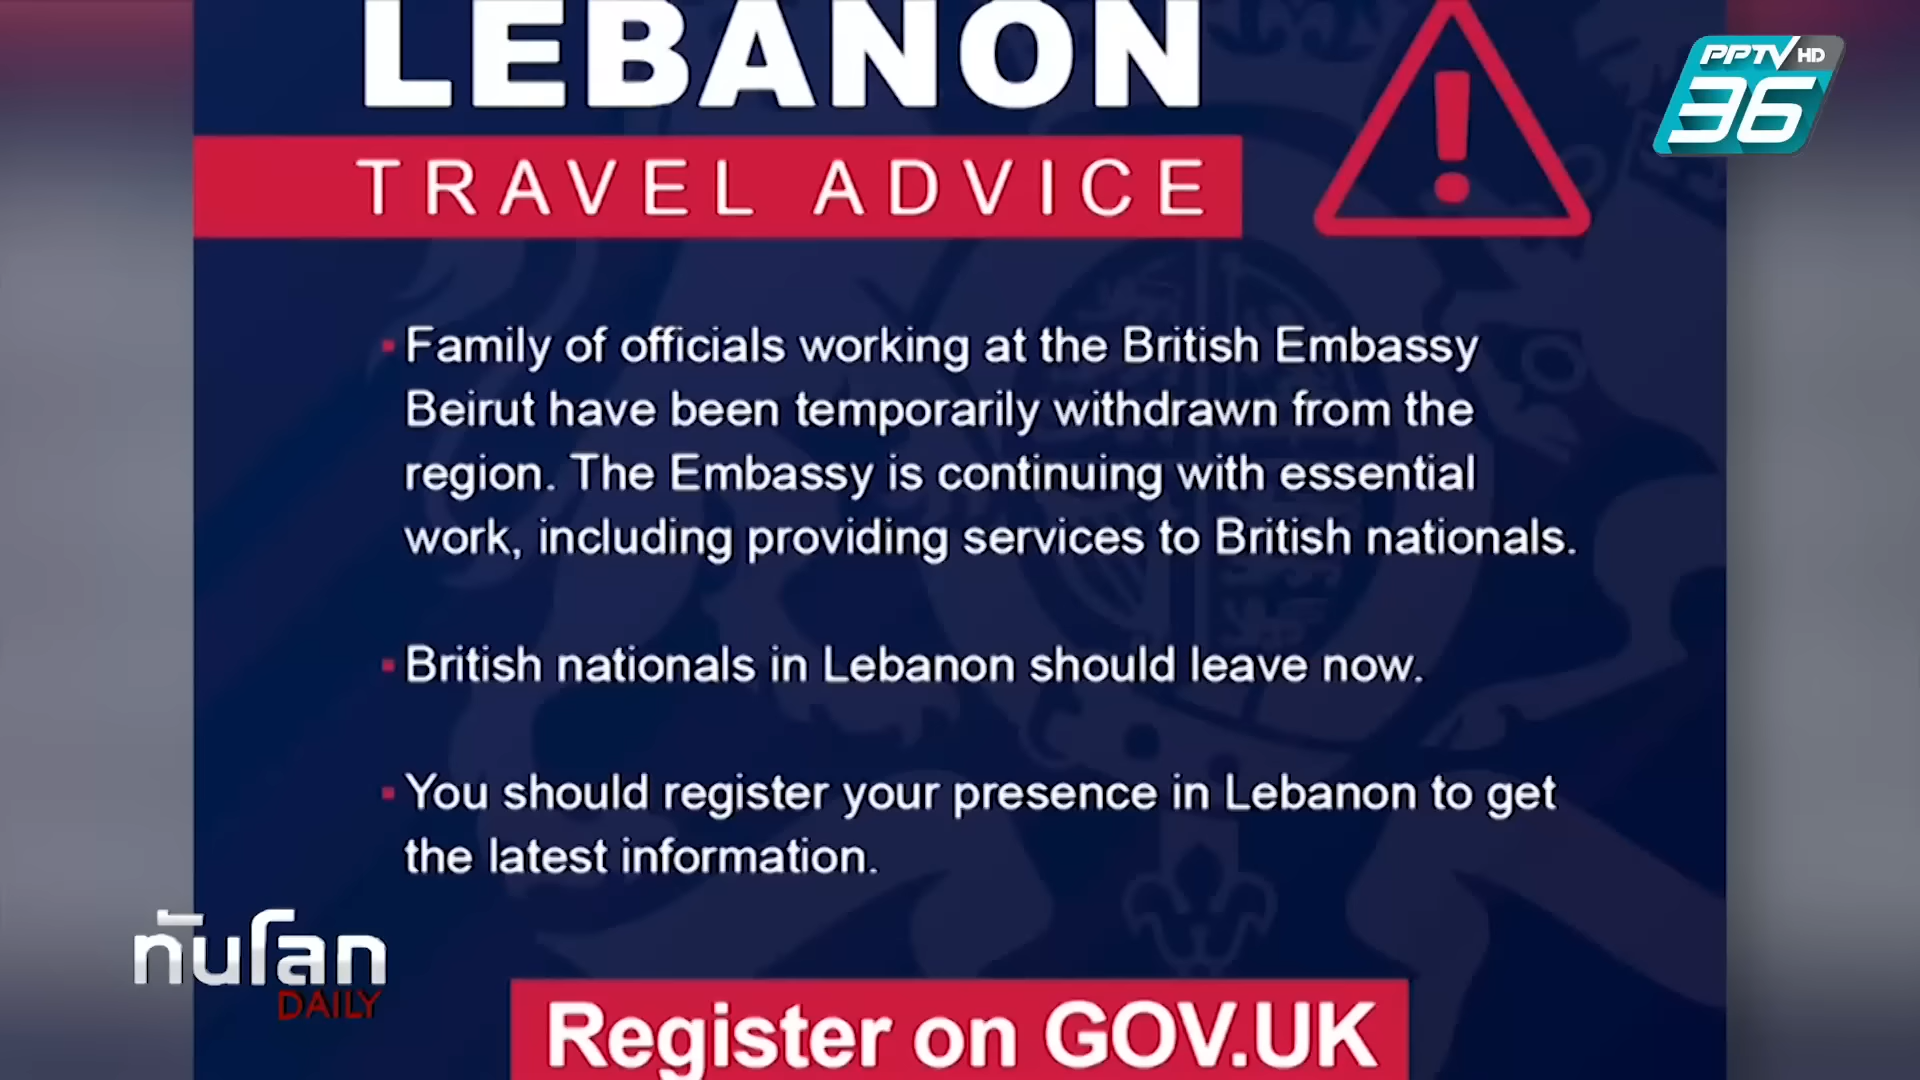 LEBANON
PPTV HD
36
TRAVEL ADVICE
Family of officials working at the British Embassy
Beirut have been temporarily withdrawn from the
region. The Embassy is continuing with essential
work, including providing services to British nationals.
British nationals in Lebanon should leave now.
You should register your presence in Lebanon to get
the latest information.
ทันโลก
DAILY
Register on GOV.UK